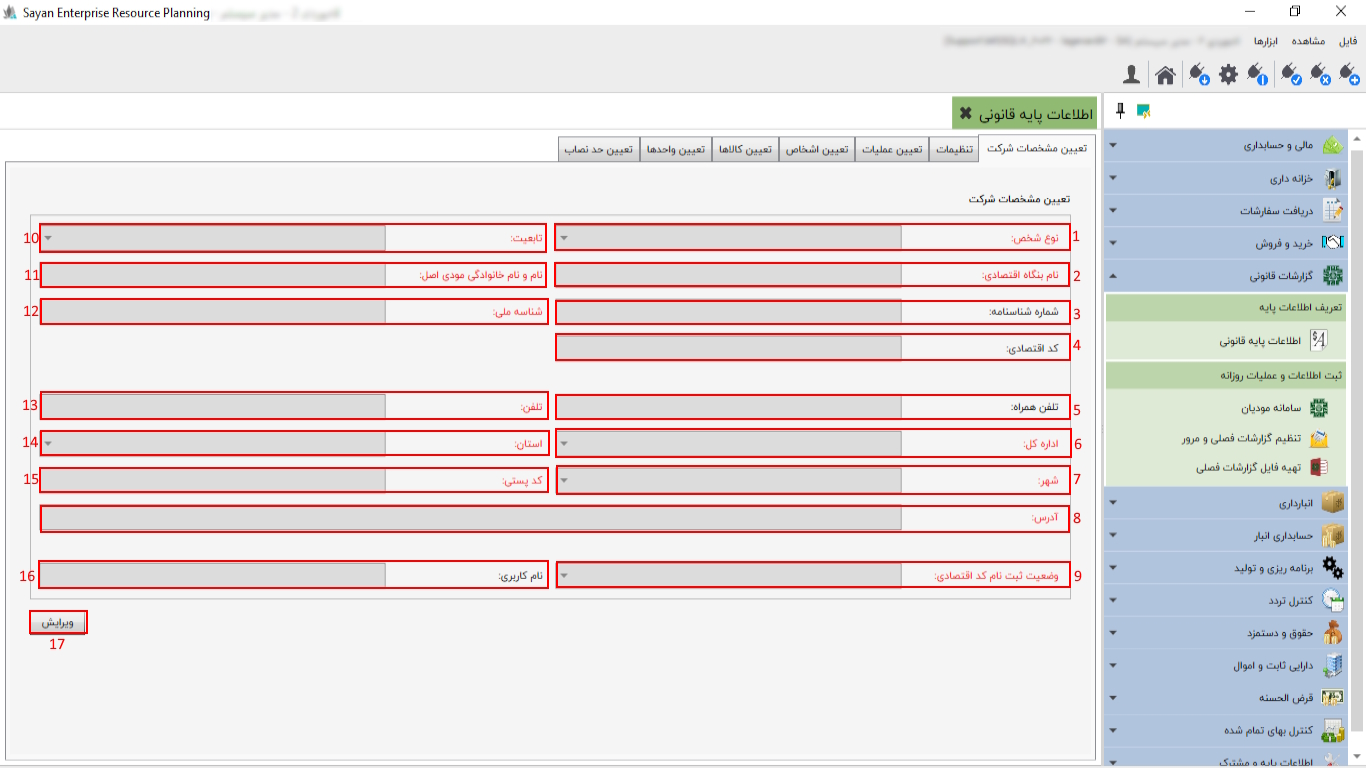 Sayan Enterprise Resource Planning
فایل مشاهده ابزارها
اطلاعات پایه قانونی ✖
تعیین مشخصات شرکت تنظیمات تعیین عملیات تعیین اشخاص تعیین کالاها تعیین واحدها تعیین حد نصاب
تعیین مشخصات شرکت
1 نوع شخص:
تابعیت: 10
2 نام بنگاه اقتصادی:
نام و نام خانوادگی مودی اصل: 11
3 شماره شناسنامه:
شناسه ملی: 12
4 کد اقتصادی:
5 تلفن همراه:
تلفن: 13
6 اداره کل:
استان: 14
7 شهر:
کد پستی: 15
8 آدرس:
9 وضعیت ثبت نام کد اقتصادی:
نام کاربری: 16
ویرایش
17
مالی و حسابداری
خزانه داری
دریافت سفارشات
خرید و فروش
گزارشات قانونی
تعریف اطلاعات پایه
اطلاعات پایه قانونی
ثبت اطلاعات و عملیات روزانه
سامانه مودیان
تنظیم گزارشات فصلی و مرور
تهیه فایل گزارشات فصلی
انبارداری
حسابداری انبار
برنامه ریزی و تولید
کنترل تردد
حقوق و دستمزد
دارایی ثابت و اموال
قرض الحسنه
کنترل بهای تمام شده
اطلاعات پایه و مشترک